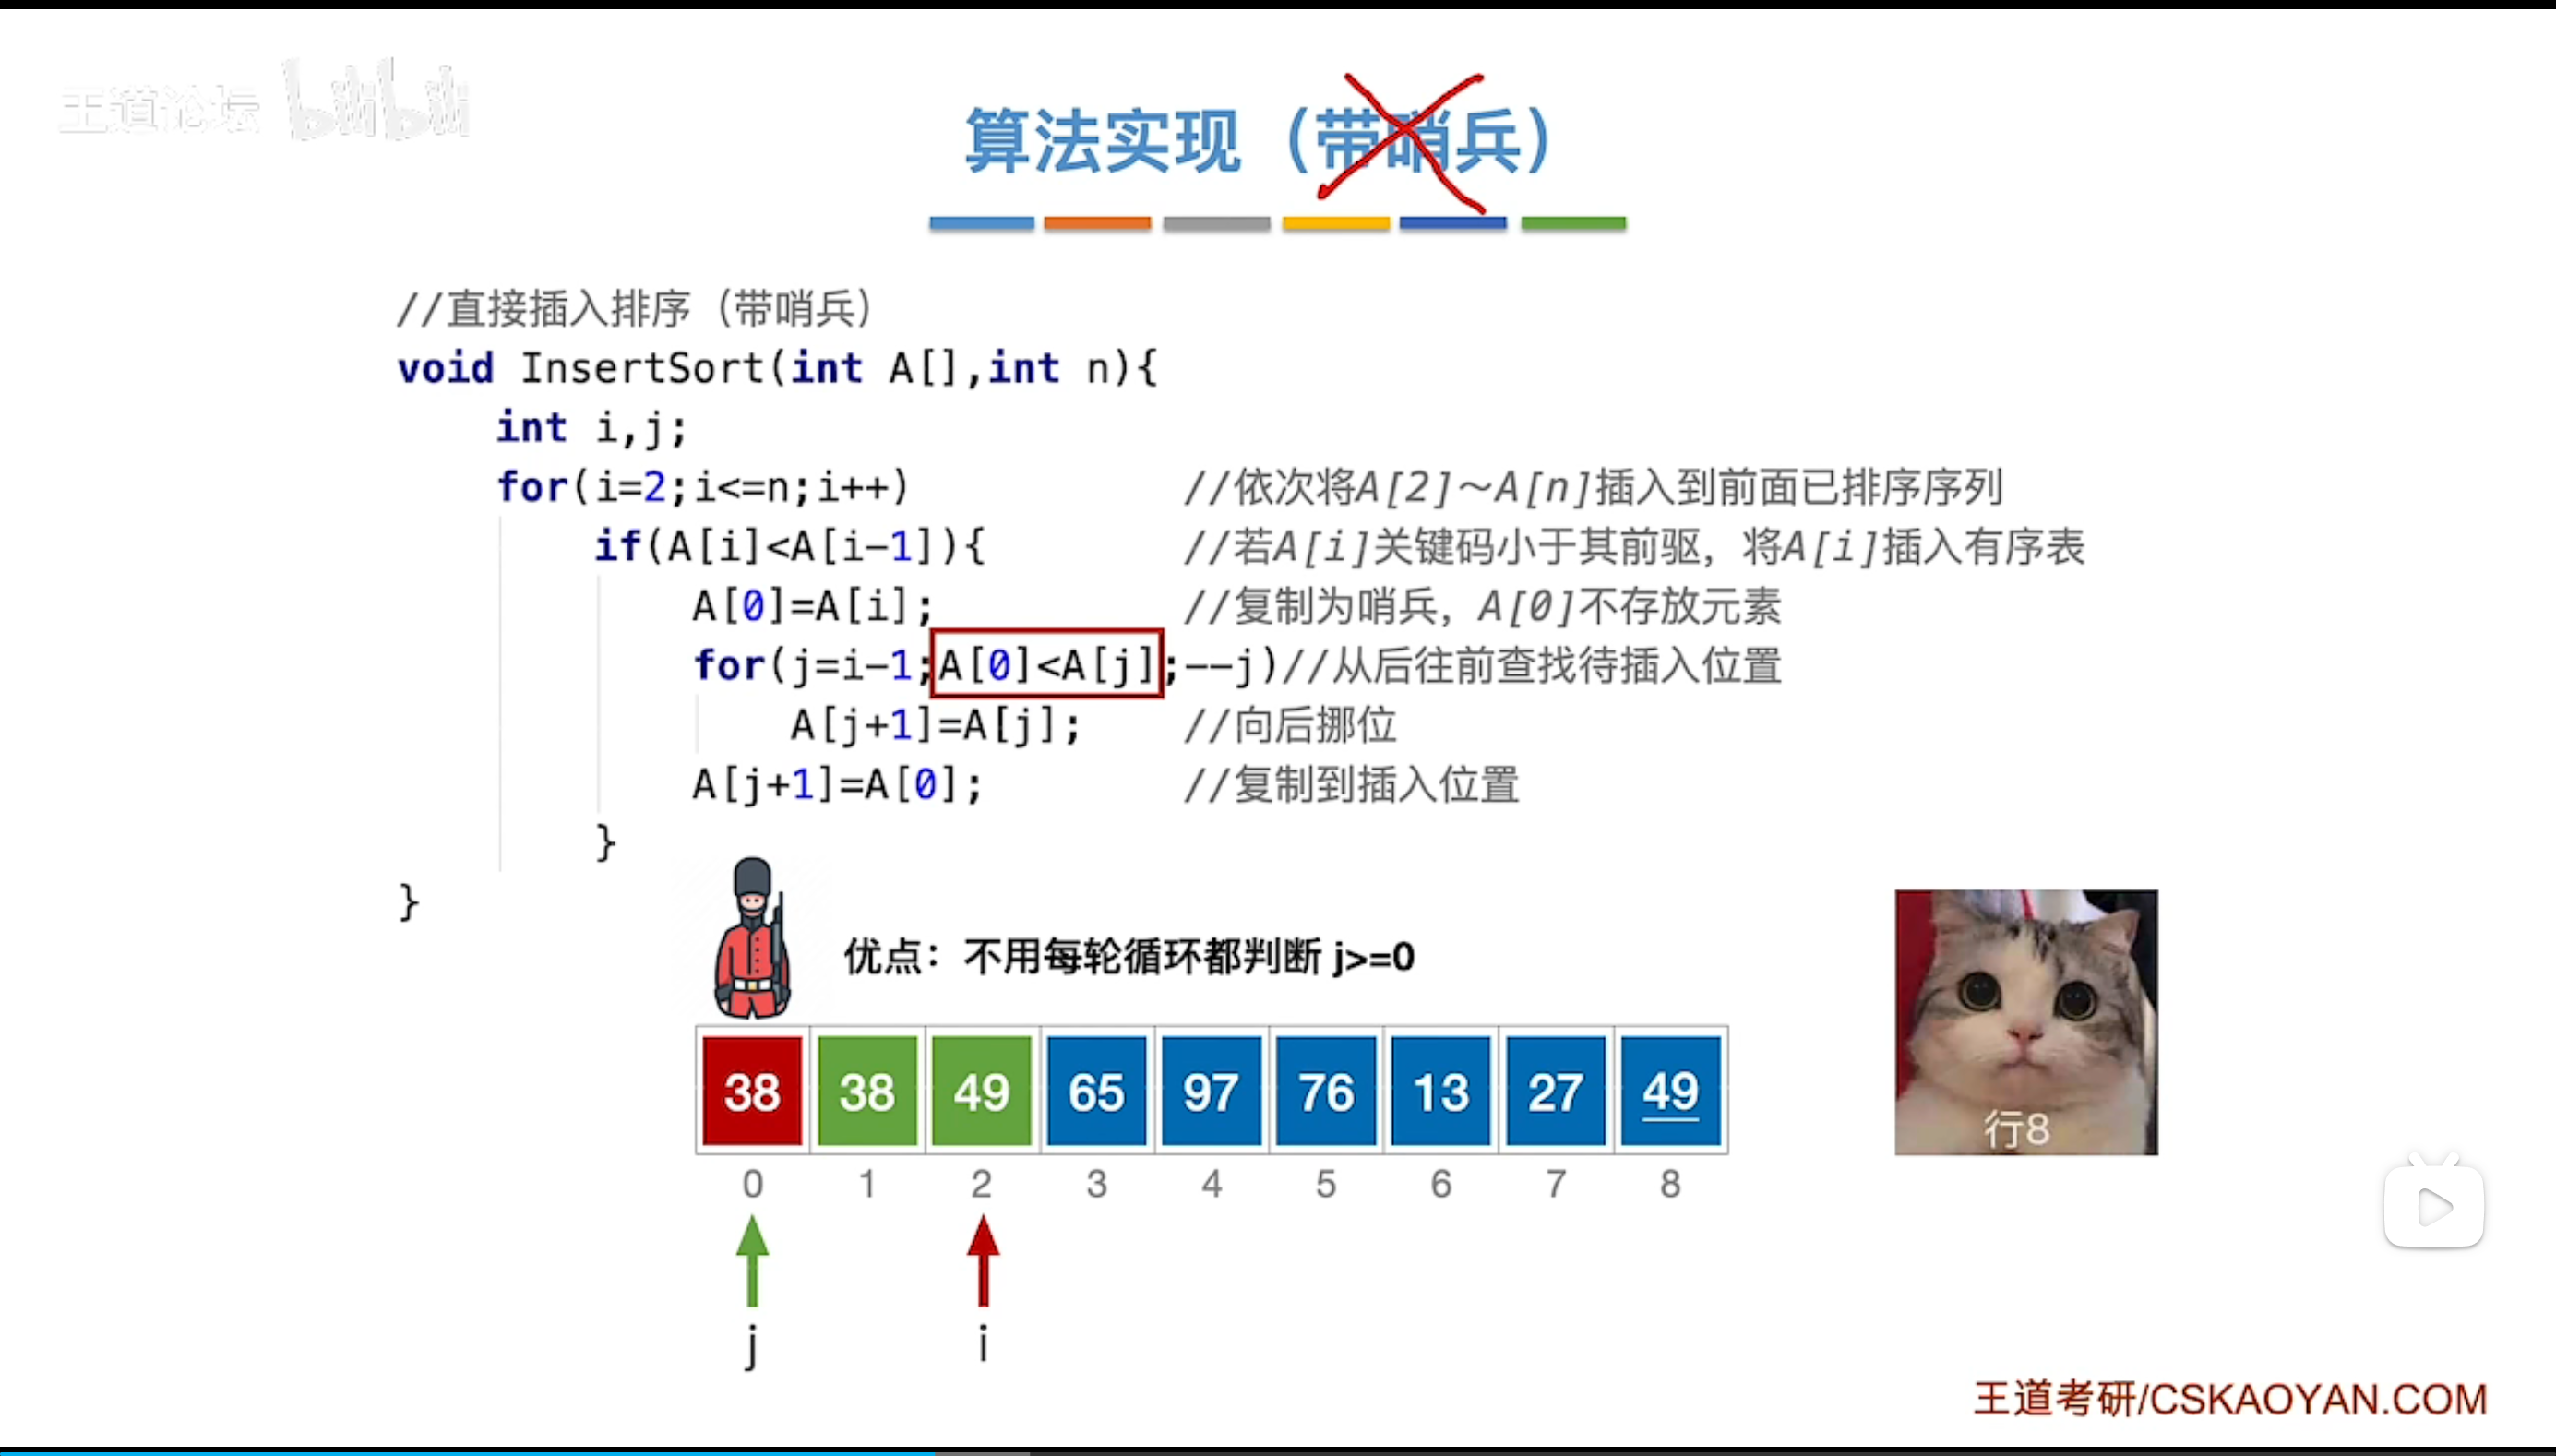 王道论坛 bilibili
算法实现（带哨兵）
//直接插入排序（带哨兵）
void InsertSort(int A[],int n){
int i,j;
for(i=2;i<=n;i++) //依次将A[2]～A[n]插入到前面已排序序列
if(A[i]<A[i-1]){ //若A[i]关键码小于其前驱，将A[i]插入有序表
A[0]=A[i]; //复制为哨兵，A[0]不存放元素
for(j=i-1;A[0]<A[j];--j)//从后往前查找待插入位置
A[j+1]=A[j]; //向后挪位
A[j+1]=A[0]; //复制到插入位置
}
}
优点：不用每轮循环都判断 j>=0
38 38 49 65 97 76 13 27 49
0 1 2 3 4 5 6 7 8
j i
行8
王道考研/CSKAOYAN.COM